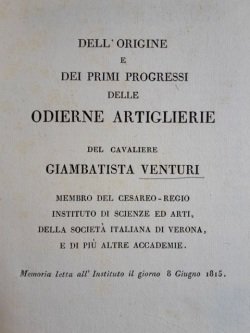 DELL' ORIGINE
E
DEI PRIMI PROGRESSI
DELLE
ODIERNE ARTIGLIERIE
DEL CAVALIERE
GIAMBATISTA VENTURI
MEMBRO DEL CESAREO-REGIO
INSTITUTO DI SCIENZE ED ARTI,
DELLA SOCIETÀ ITALIANA DI VERONA,
E DI PIÙ ALTRE ACCADEMIE.
Memoria letta all' Instituto il giorno 8 Giugno 1815.